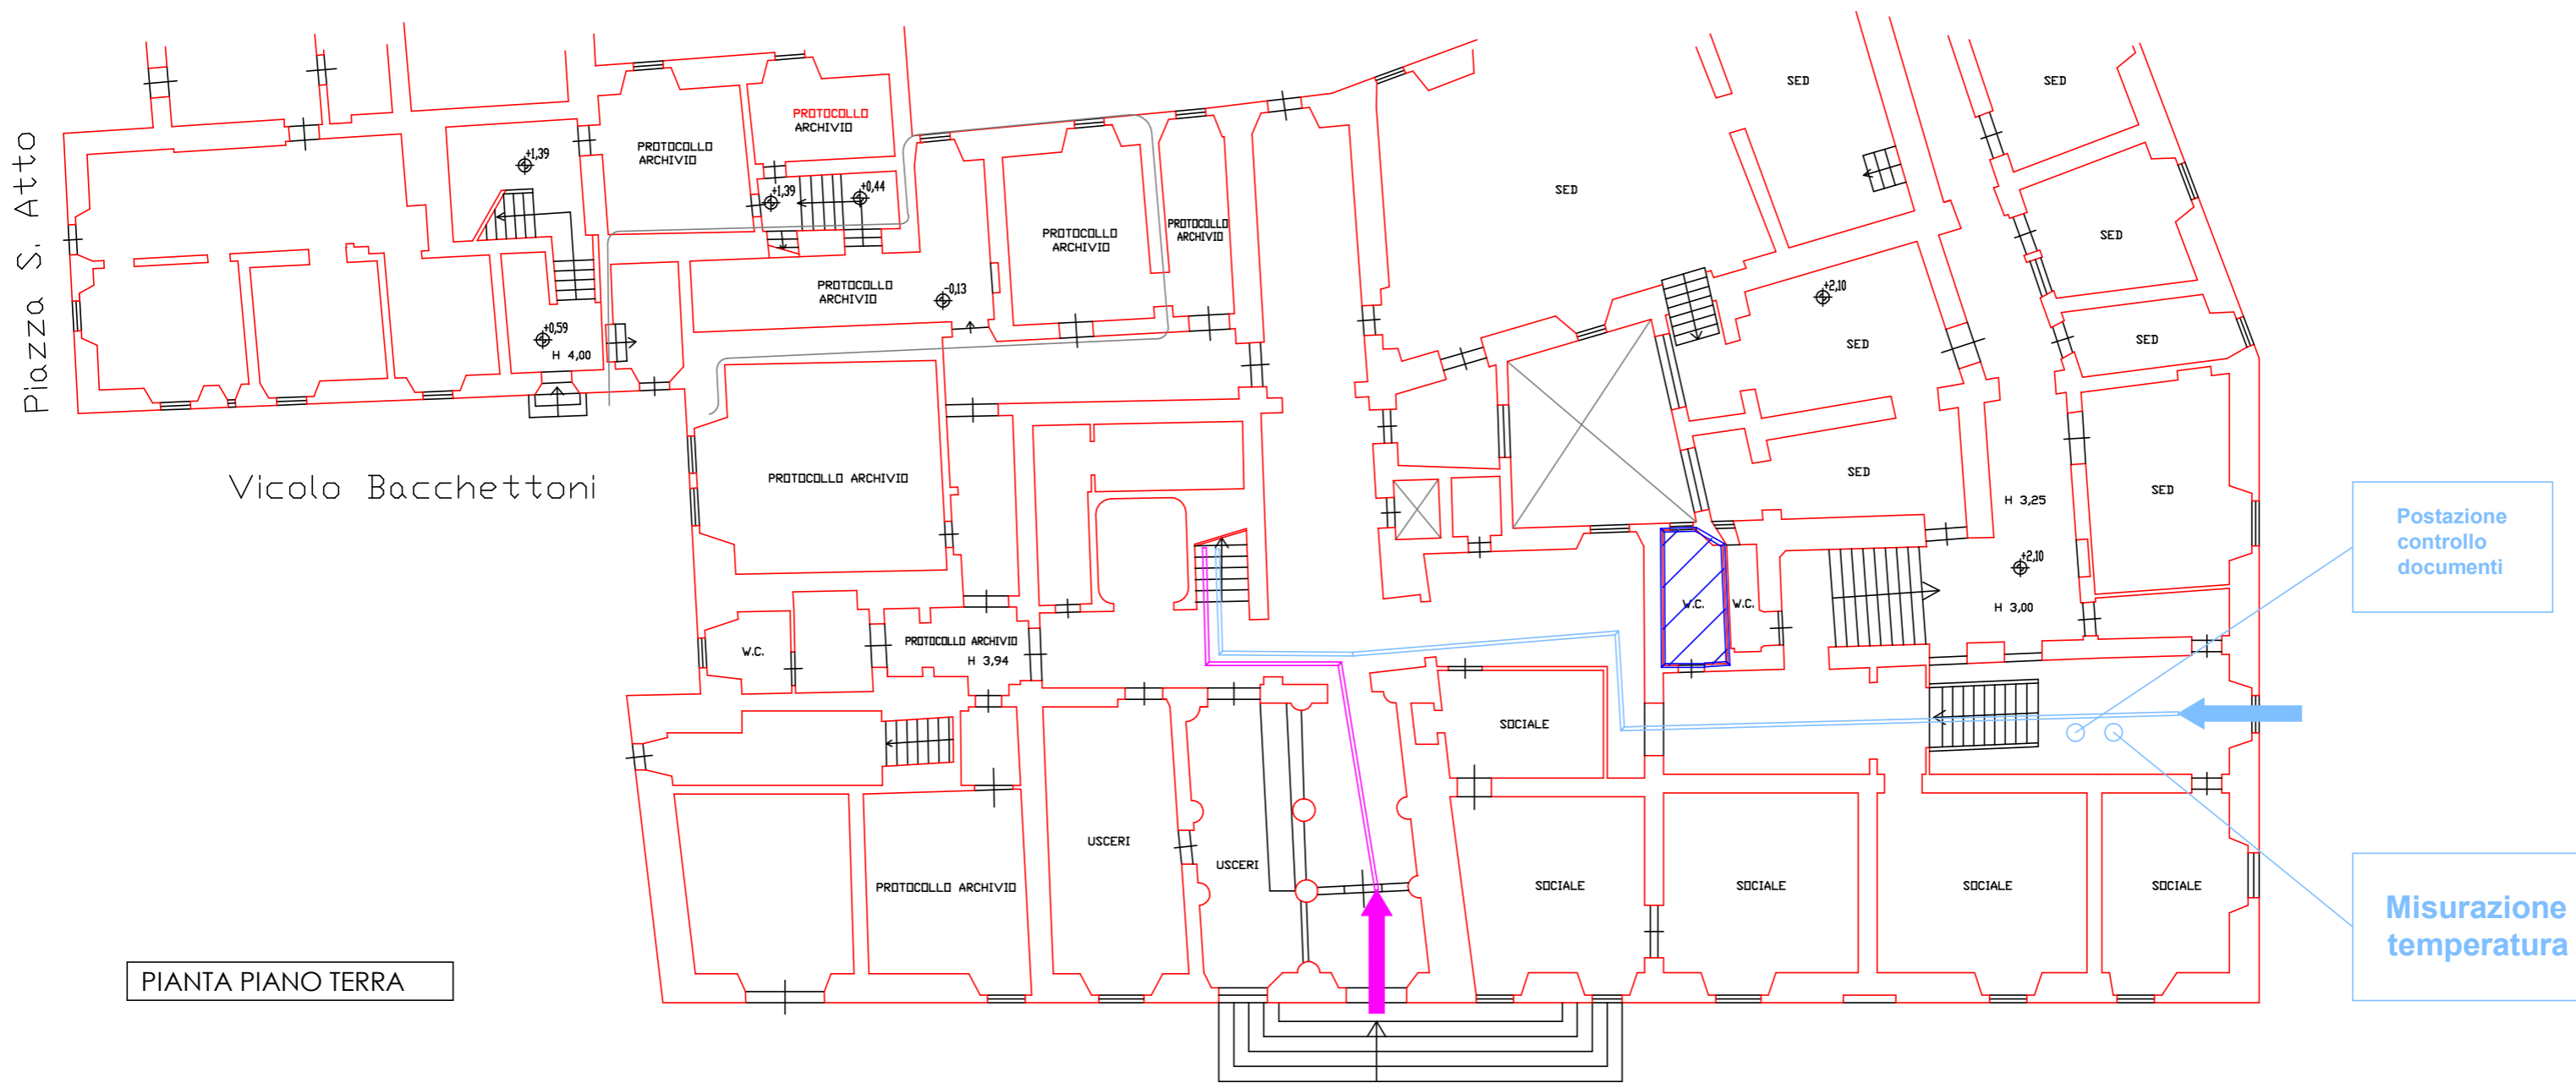 SED
SED
PROTOCOLLO
ARCHIVIO
PROTOCOLLO
ARCHIVIO
+1,39
+1,39
+0,44
SED
Piazza S. Atto
PROTOCOLLO
ARCHIVIO
PROTOCOLLO
ARCHIVIO
SED
PROTOCOLLO
ARCHIVIO
-0,13
+2,10
+0,59
H 4,00
SED
SED
Vicolo Bacchettoni
PROTOCOLLO ARCHIVIO
SED
SED
H 3,25
Postazione
controllo
documenti
+2,10
W.C.
W.C.
H 3,00
PROTOCOLLO ARCHIVIO
H 3,94
W.C.
SOCIALE
USCERI
USCERI
PROTOCOLLO ARCHIVIO
SOCIALE
SOCIALE
SOCIALE
SOCIALE
Misurazione
temperatura
PIANTA PIANO TERRA